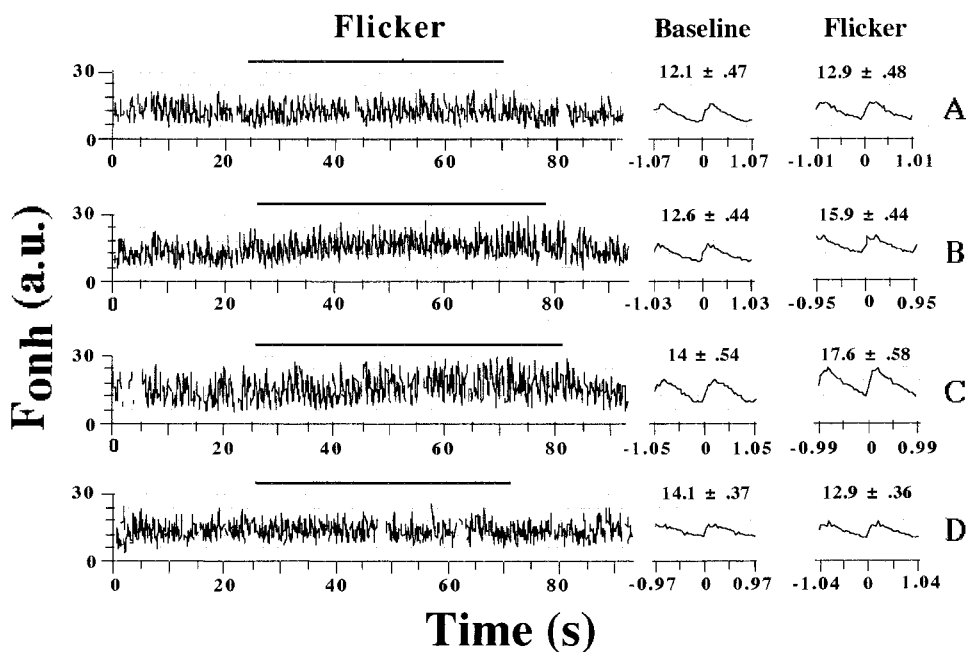 Flicker
Baseline
Flicker
Fonh (a.u.)
30
0
0 20 40 60 80
12.1 ± .47
-1.07 0 1.07
12.9 ± .48
-1.01 0 1.01
A
30
0
0 20 40 60 80
12.6 ± .44
-1.03 0 1.03
15.9 ± .44
-0.95 0 0.95
B
30
0
0 20 40 60 80
14 ± .54
-1.05 0 1.05
17.6 ± .58
-0.99 0 0.99
C
30
0
0 20 40 60 80
14.1 ± .37
-0.97 0 0.97
12.9 ± .36
-1.04 0 1.04
D
Time (s)